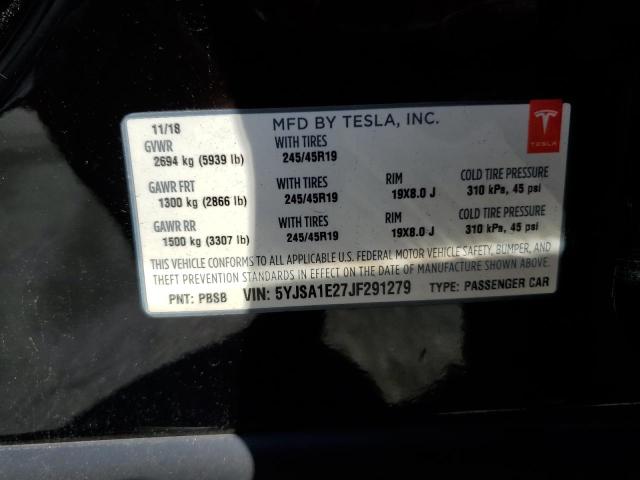 11/18 MFD BY TESLA, INC.
GVWR WITH TIRES
2694 kg (5939 lb) 245/45R19
TESLA
GAWR FRT WITH TIRES RIM COLD TIRE PRESSURE
1300 kg (2866 lb) 245/45R19 19X8.0 J 310 kPa, 45 psi
GAWR RR WITH TIRES RIM COLD TIRE PRESSURE
1500 kg (3307 lb) 245/45R19 19X8.0 J 310 kPa, 45 psi
THIS VEHICLE CONFORMS TO ALL APPLICABLE U.S. FEDERAL MOTOR VEHICLE SAFETY, BUMPER, AND
THEFT PREVENTION STANDARDS IN EFFECT ON THE DATE OF MANUFACTURE SHOWN ABOVE.
PNT: PBSB VIN: 5YJSA1E27JF291279 TYPE: PASSENGER CAR